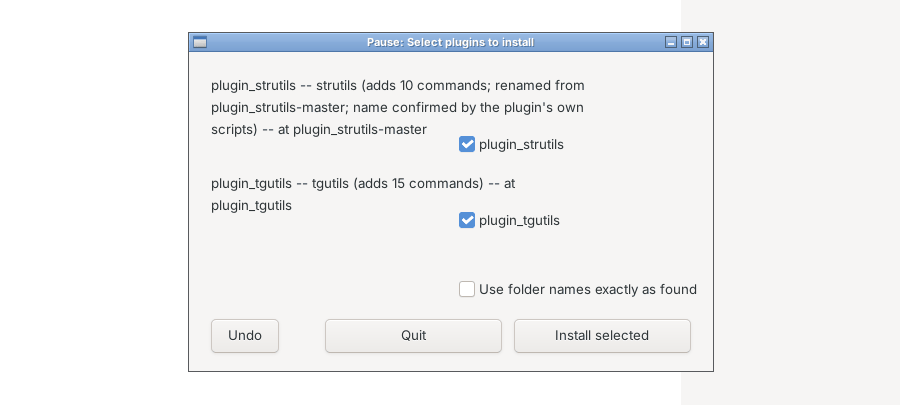 Pause: Select plugins to install
plugin_strutils -- strutils (adds 10 commands; renamed from
plugin_strutils-master; name confirmed by the plugin's own
scripts) -- at plugin_strutils-master
plugin_strutils
plugin_tgutils -- tgutils (adds 15 commands) -- at
plugin_tgutils
plugin_tgutils
Use folder names exactly as found
Undo
Quit
Install selected